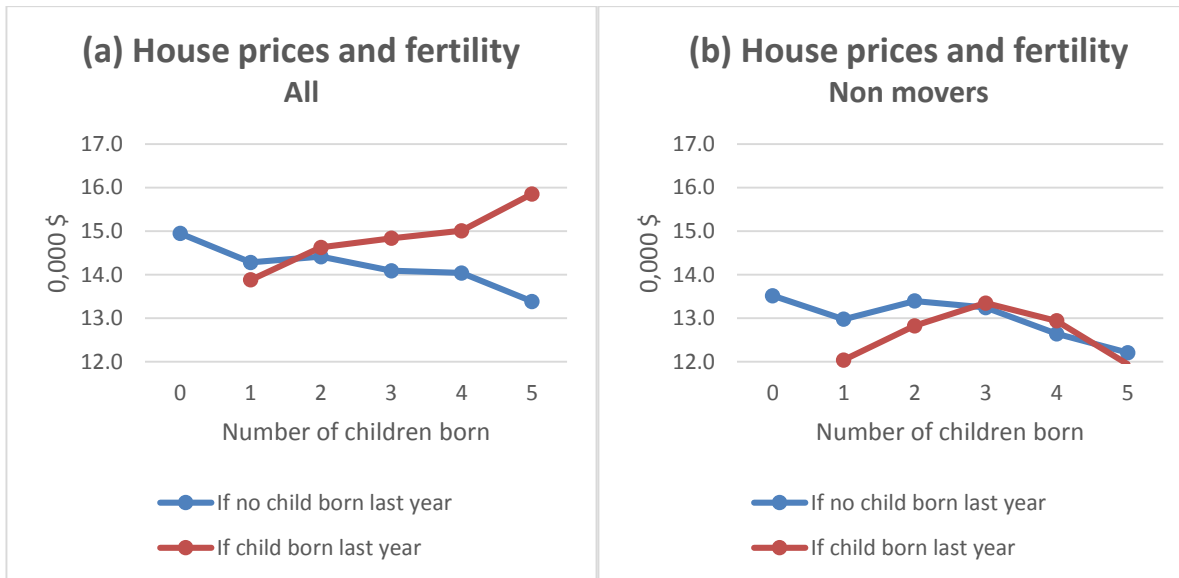 (a) House prices and fertility
All
17.0
16.0
15.0
14.0
13.0
12.0
0,000 $
0 1 2 3 4 5
Number of children born
If no child born last year
If child born last year
(b) House prices and fertility
Non movers
17.0
16.0
15.0
14.0
13.0
12.0
0,000 $
0 1 2 3 4 5
Number of children born
If no child born last year
If child born last year